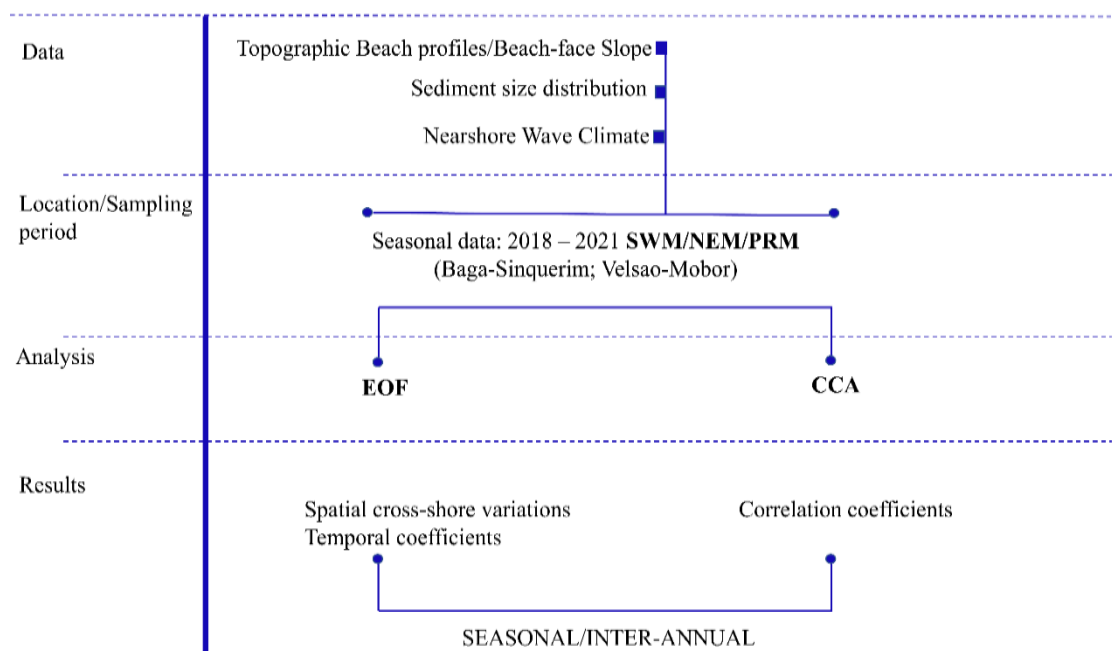 Data
Topographic Beach profiles/Beach-face Slope
Sediment size distribution
Nearshore Wave Climate
Location/Sampling
period
Seasonal data: 2018 – 2021 SWM/NEM/PRM
(Baga-Sinquerim; Velsao-Mobor)
Analysis
EOF
CCA
Results
Spatial cross-shore variations
Temporal coefficients
Correlation coefficients
SEASONAL/INTER-ANNUAL